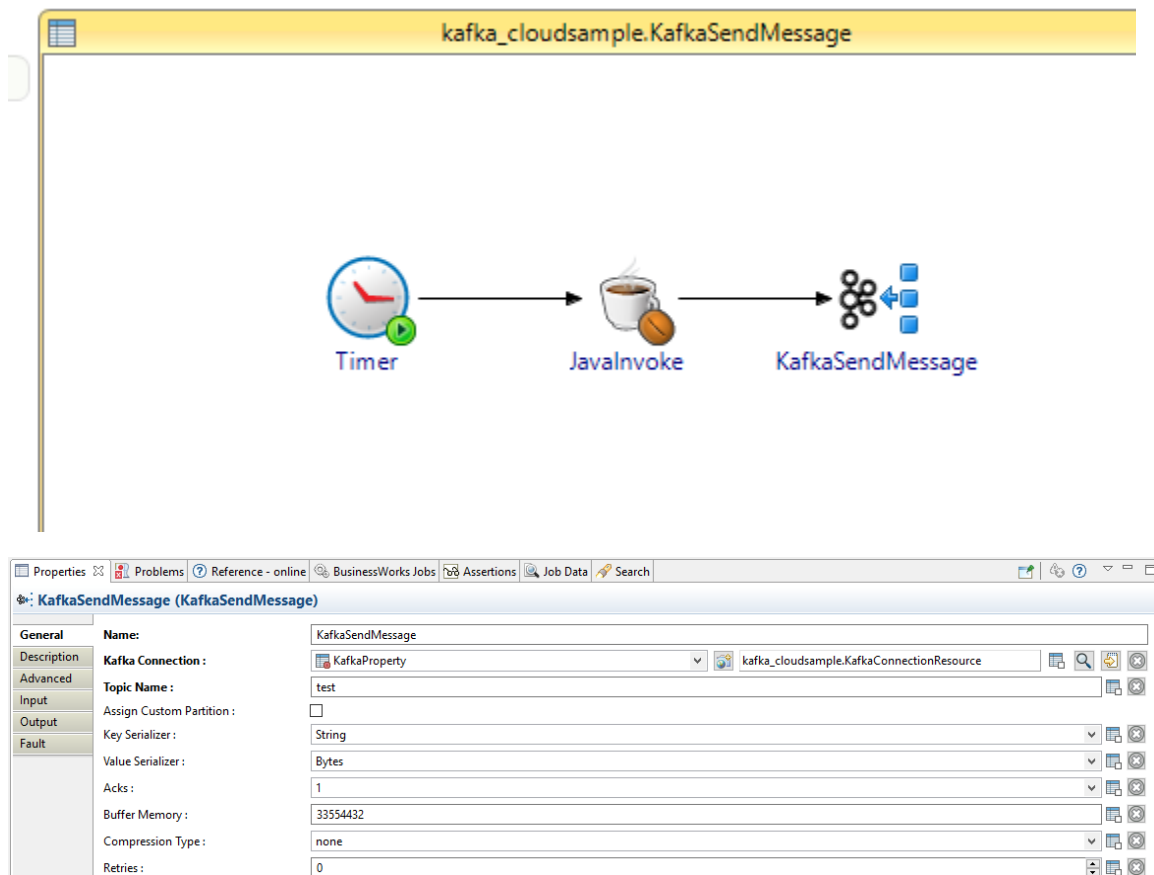 kafka_cloudsample.KafkaSendMessage
Timer JavaInvoke KafkaSendMessage
Properties Problems Reference - online BusinessWorks Jobs Assertions Job Data Search
KafkaSendMessage (KafkaSendMessage)
General Name: KafkaSendMessage
Description Kafka Connection : KafkaProperty kafka_cloudsample.KafkaConnectionResource
Advanced Topic Name : test
Input Assign Custom Partition :
Output Key Serializer : String
Fault Value Serializer : Bytes
Acks : 1
Buffer Memory : 33554432
Compression Type : none
Retries : 0